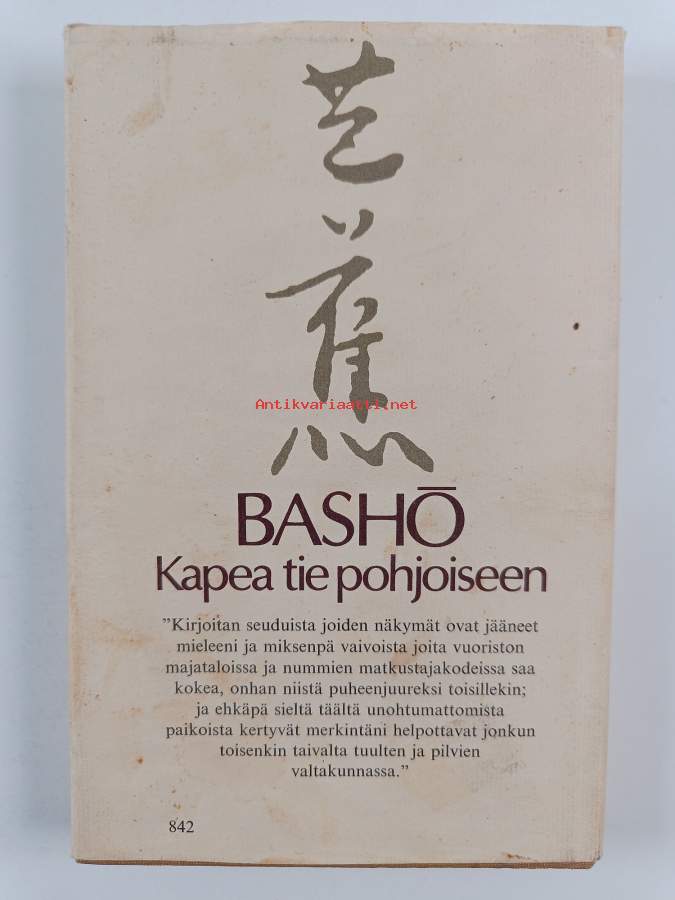 芭
蕉
Antikvariaatti.net
BASHŌ
Kapea tie pohjoiseen
”Kirjoitan seuduista joiden näkymät ovat jääneet
mieleeni ja miksenpä vaivoista joita vuoriston
majataloissa ja nummien matkustajakodeissa saa
kokea, onhan niistä puheenjuureksi toisillekin;
ja ehkäpä sieltä täältä unohtumattomista
paikoista kertyvät merkintäni helpottavat jonkun
toisenkin taivalta tuulten ja pilvien
valtakunnassa.”
842